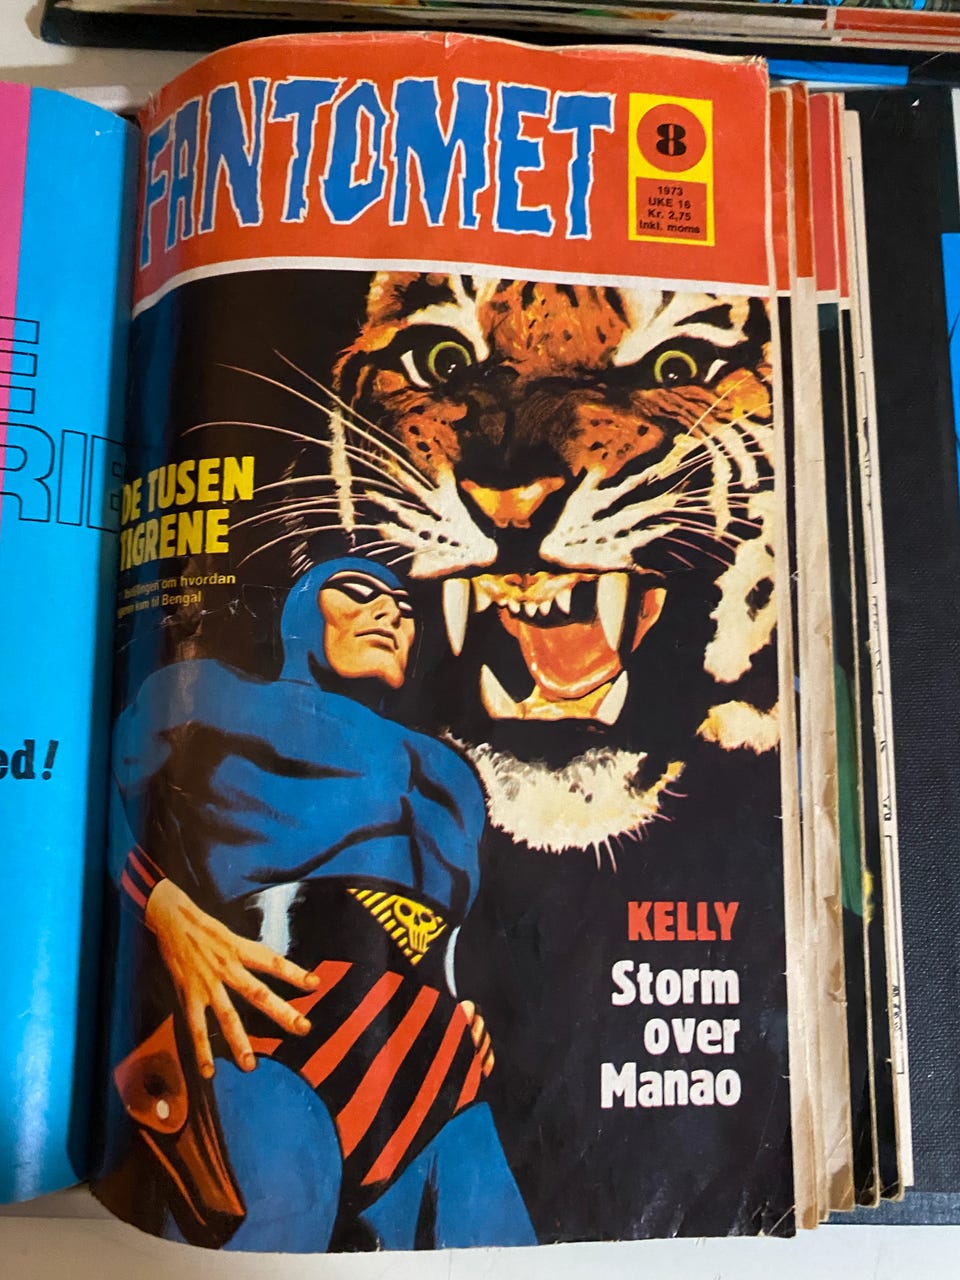 FANTOMET
8
1973
UKE 16
Kr. 2,75
Inkl. moms
DE TUSEN
TIGRENE
om hvordan
kom til Bengal
KELLY
Storm
over
Manao
E
RIE
ed!